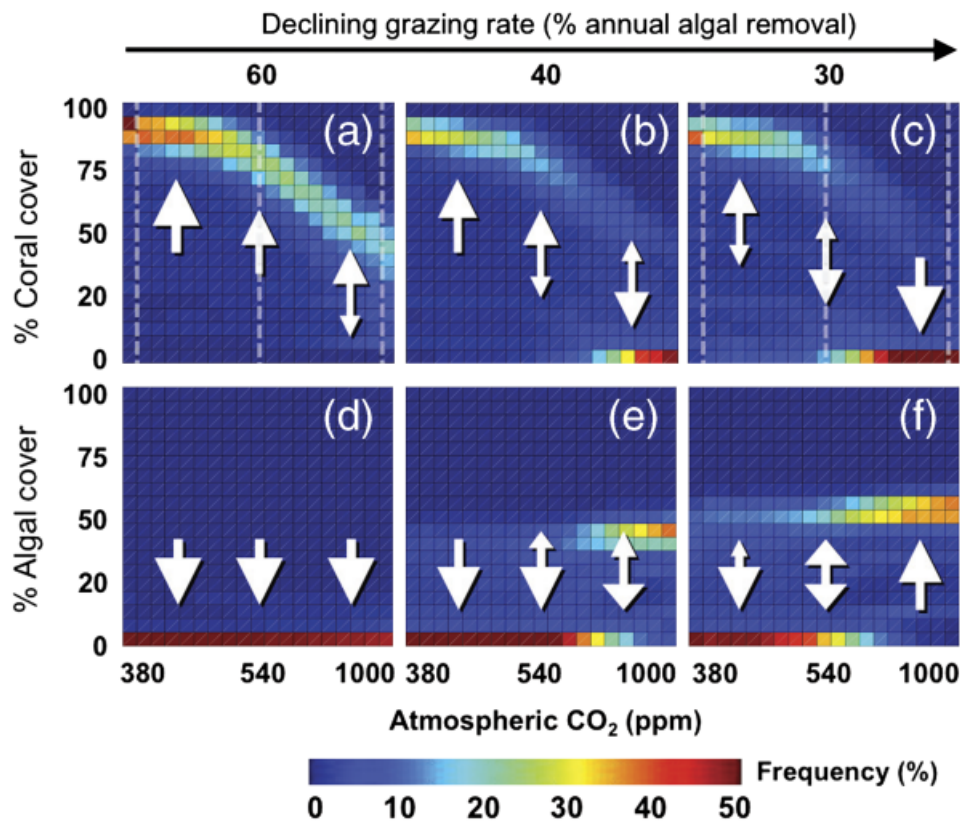 Declining grazing rate (% annual algal removal)
60 40 30
% Coral cover
100
75
50
20
0
(a) (b) (c)
% Algal cover
100
75
50
20
0
(d) (e) (f)
380 540 1000 380 540 1000 380 540 1000
Atmospheric CO₂ (ppm)
Frequency (%)
0 10 20 30 40 50